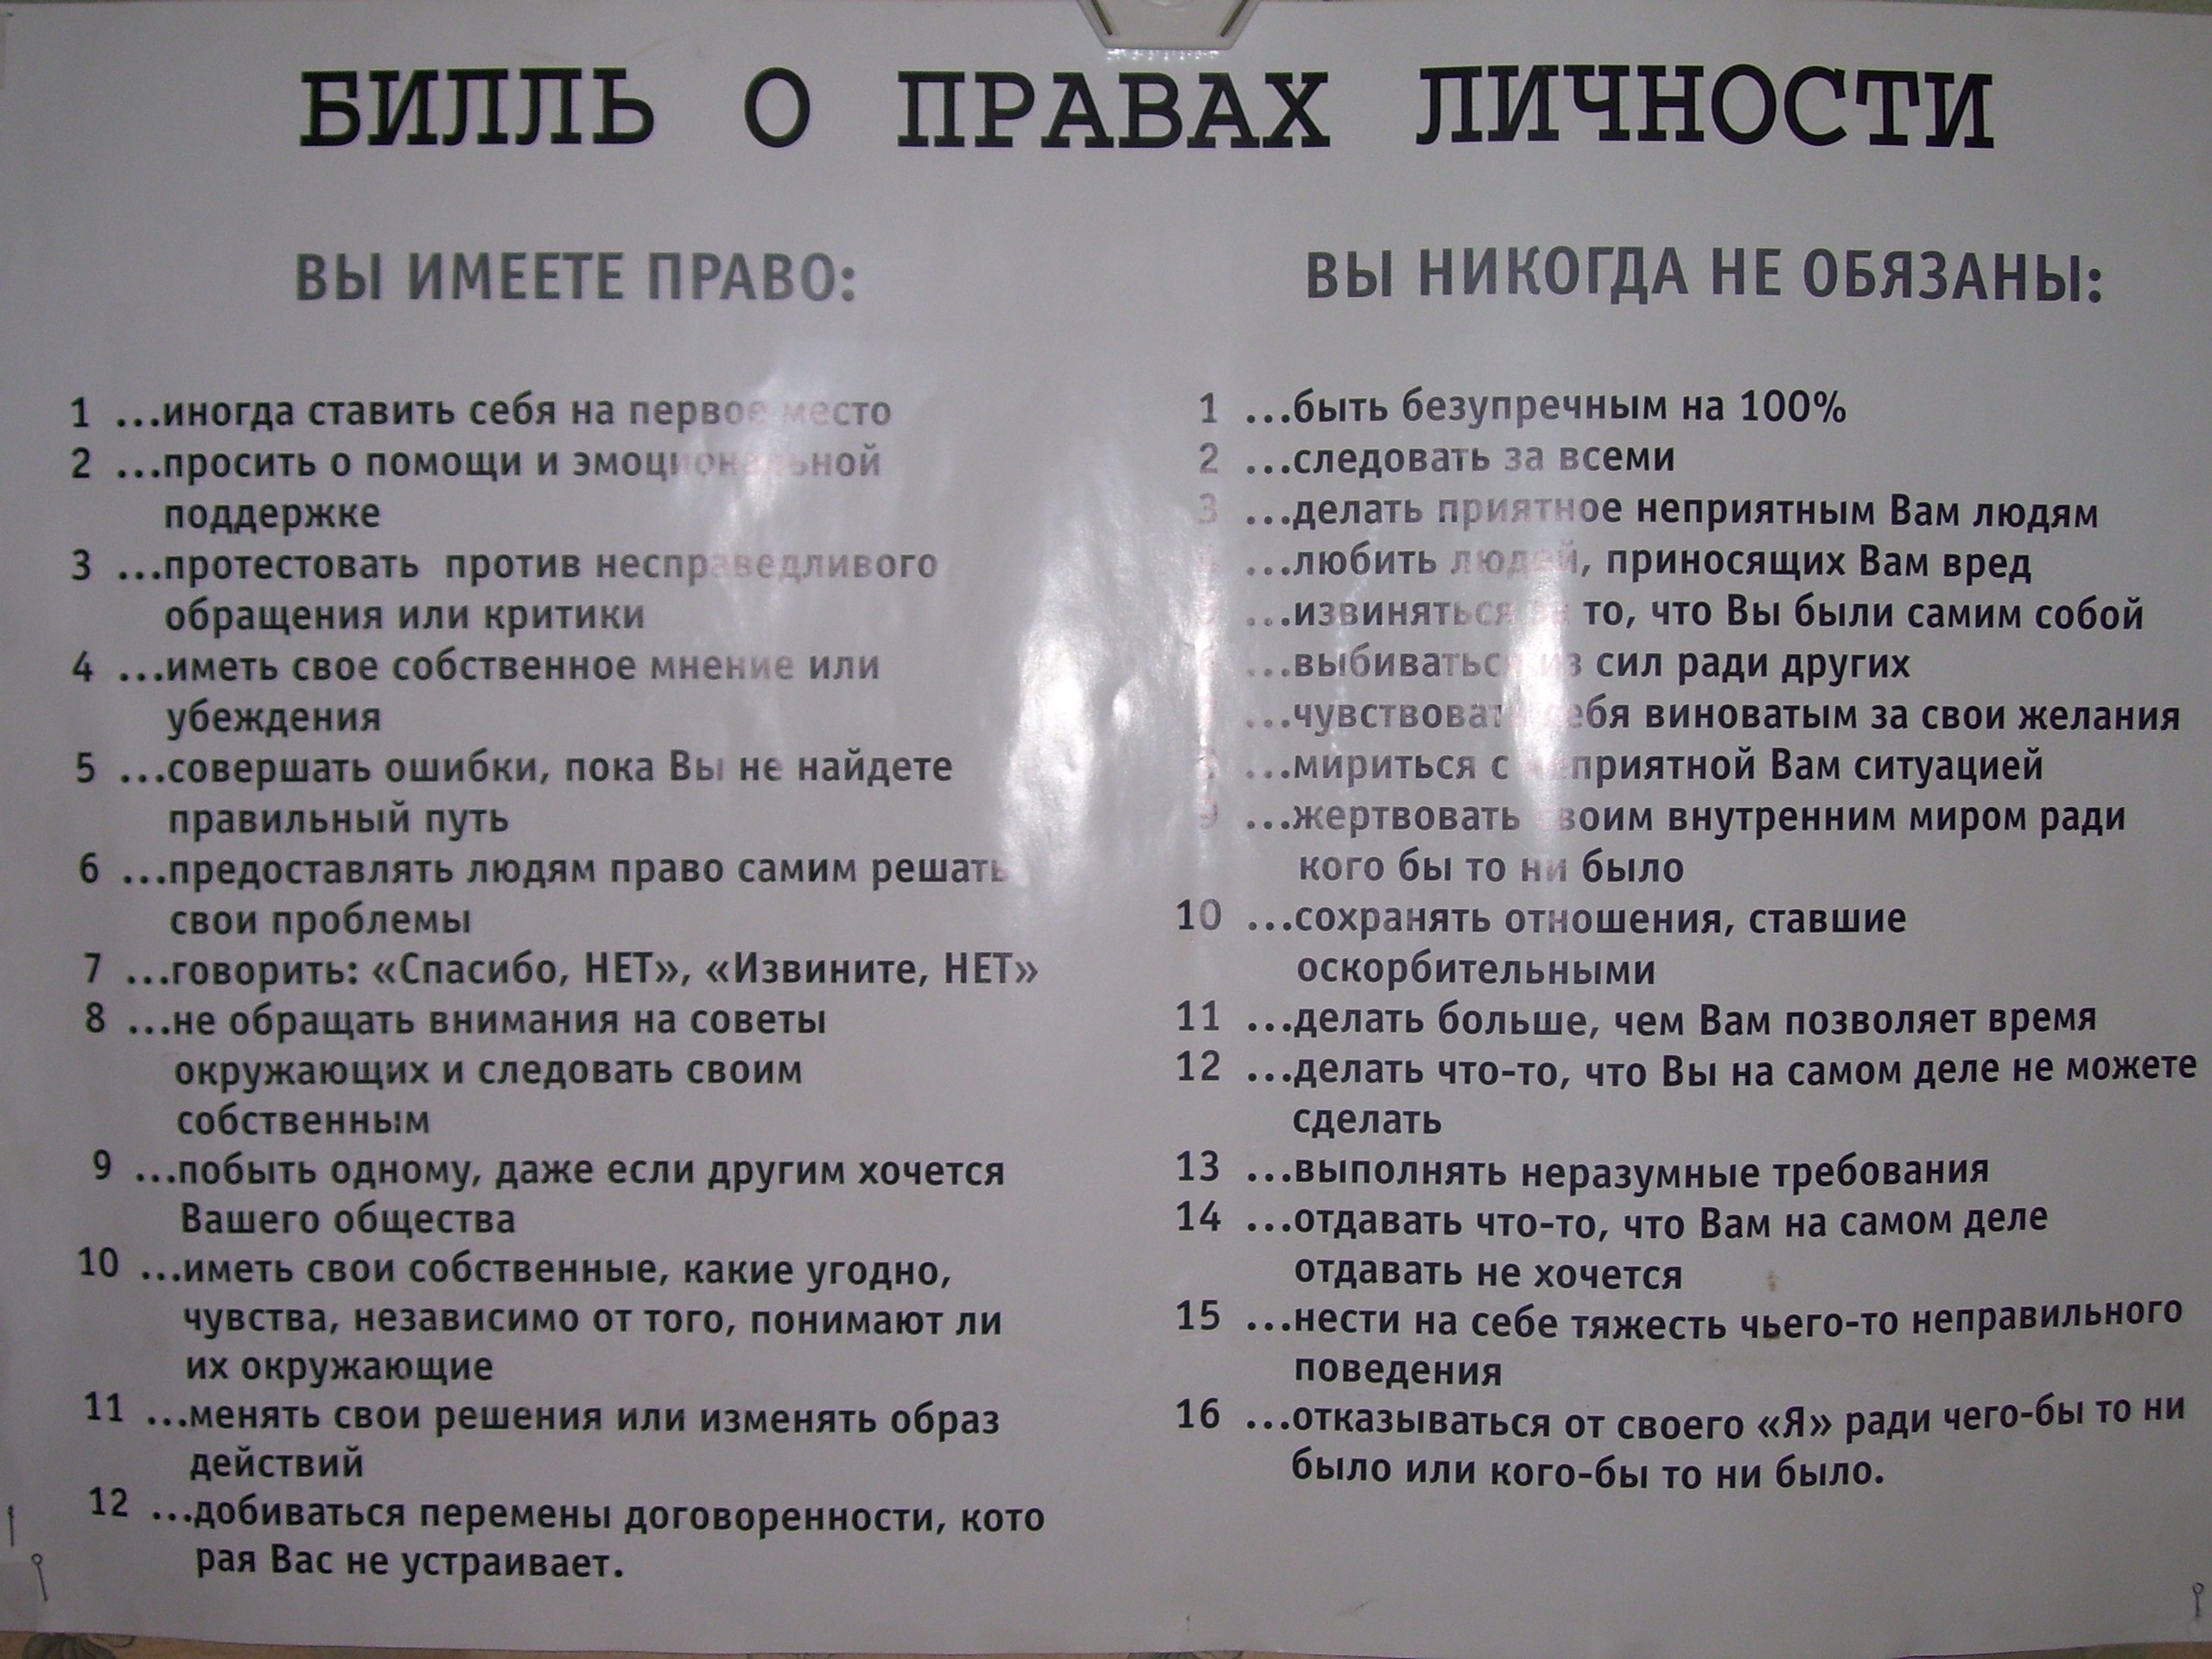 БИЛЛЬ О ПРАВАХ ЛИЧНОСТИ
ВЫ ИМЕЕТЕ ПРАВО:
1 ...иногда ставить себя на первое место
2 ...просить о помощи и эмоциональной
поддержке
3 ...протестовать против несправедливого
обращения или критики
4 ...иметь свое собственное мнение или
убеждения
5 ...совершать ошибки, пока Вы не найдете
правильный путь
6 ...предоставлять людям право самим решать
свои проблемы
7 ...говорить: «Спасибо, НЕТ», «Извините, НЕТ»
8 ...не обращать внимания на советы
окружающих и следовать своим
собственным
9 ...побыть одному, даже если другим хочется
Вашего общества
10 ...иметь свои собственные, какие угодно,
чувства, независимо от того, понимают ли
их окружающие
11 ...менять свои решения или изменять образ
действий
12 ...добиваться перемены договоренности, кото
рая Вас не устраивает.
ВЫ НИКОГДА НЕ ОБЯЗАНЫ:
1 ...быть безупречным на 100%
2 ...следовать за всеми
3 ...делать приятное неприятным Вам людям
4 ...любить людей, приносящих Вам вред
5 ...извиняться за то, что Вы были самим собой
6 ...выбиваться из сил ради других
7 ...чувствовать себя виноватым за свои желания
8 ...мириться с неприятной Вам ситуацией
9 ...жертвовать своим внутренним миром ради
кого бы то ни было
10 ...сохранять отношения, ставшие
оскорбительными
11 ...делать больше, чем Вам позволяет время
12 ...делать что-то, что Вы на самом деле не можете
сделать
13 ...выполнять неразумные требования
14 ...отдавать что-то, что Вам на самом деле
отдавать не хочется
15 ...нести на себе тяжесть чьего-то неправильного
поведения
16 ...отказываться от своего «Я» ради чего-бы то ни
было или кого-бы то ни было.